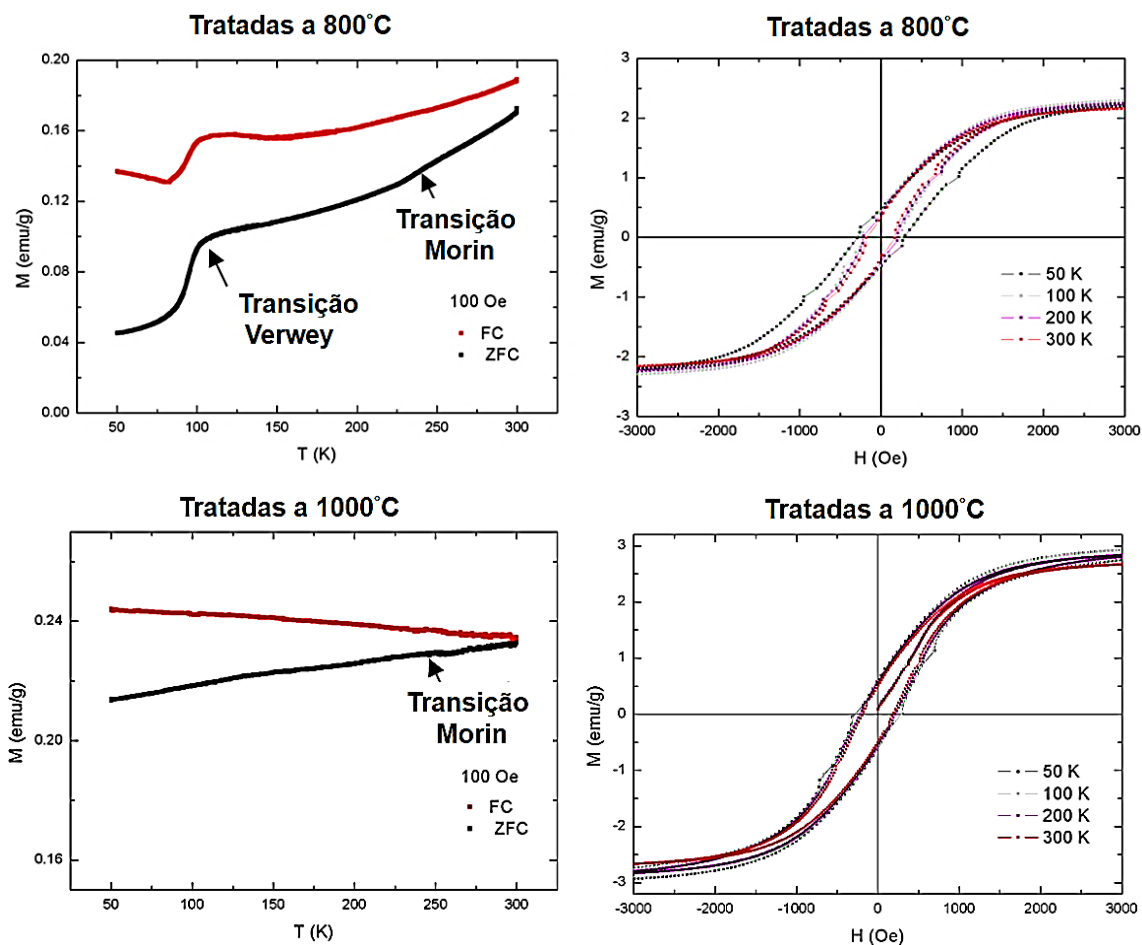 Tratadas a 800°C
0.20
0.16
0.12
0.08
0.04
0.00
M (emu/g)
50
100
150
200
250
300
T (K)
Transição
Morin
Transição
Verwey
100 Oe
FC
ZFC
Tratadas a 800°C
3
2
1
0
-1
-2
-3
M (emu/g)
-3000
-2000
-1000
0
1000
2000
3000
H (Oe)
50 K
100 K
200 K
300 K
Tratadas a 1000°C
0.24
0.20
0.16
M (emu/g)
50
100
150
200
250
300
T (K)
Transição
Morin
100 Oe
FC
ZFC
Tratadas a 1000°C
3
2
1
0
-1
-2
-3
M (emu/g)
-3000
-2000
-1000
0
1000
2000
3000
H (Oe)
50 K
100 K
200 K
300 K